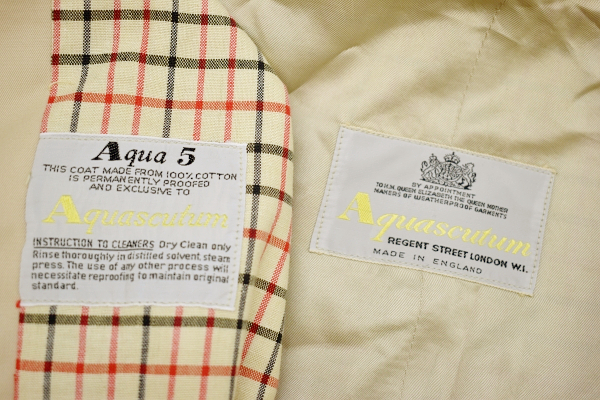 Aqua 5
THIS COAT MADE FROM 100% COTTON
IS PERMANENTLY PROOFED
AND EXCLUSIVE TO
Aquascutum
INSTRUCTION TO CLEANERS Dry Clean only
Rinse thoroughly in distilled solvent, steam
press. The use of any other process will
necessitate reproofing to maintain original
standard.
BY APPOINTMENT
TO H.M. QUEEN ELIZABETH THE QUEEN MOTHER
MAKERS OF WEATHERPROOF GARMENTS
Aquascutum
REGENT STREET LONDON W.I.
MADE IN ENGLAND